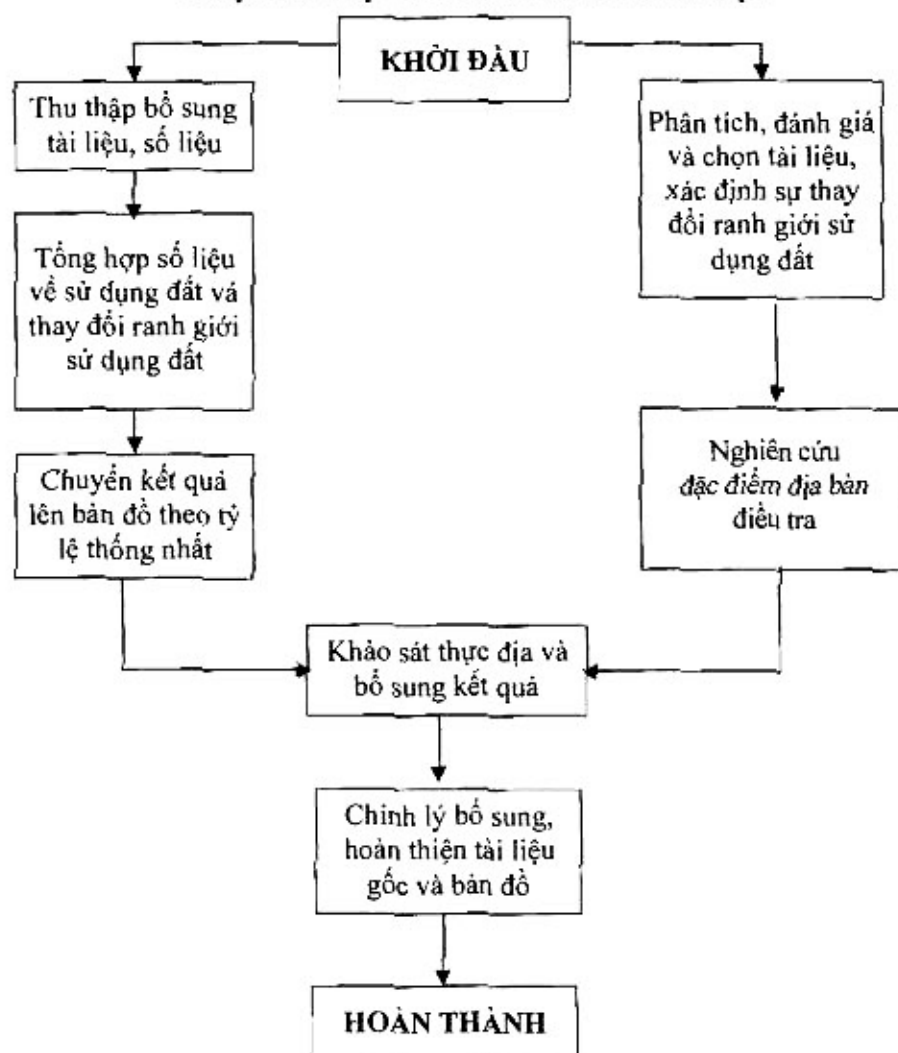 KHỞI ĐẦU
Thu thập bổ sung
tài liệu, số liệu
Phân tích, đánh giá
và chọn tài liệu,
xác định sự thay
đổi ranh giới sử
dụng đất
Tổng hợp số liệu
về sử dụng đất vá
thay đổi ranh giới
sử dụng đất
Chuyển kết quả
lên bản đồ theo tỷ
lệ thống nhất
Nghiên cứu
đặc điểm địa bàn
điều tra
Khảo sát thực địa và
bổ sung kết quả
Chỉnh lý bổ sung,
hoàn thiện tài liệu
gốc và bản đồ
HOÀN THÀNH